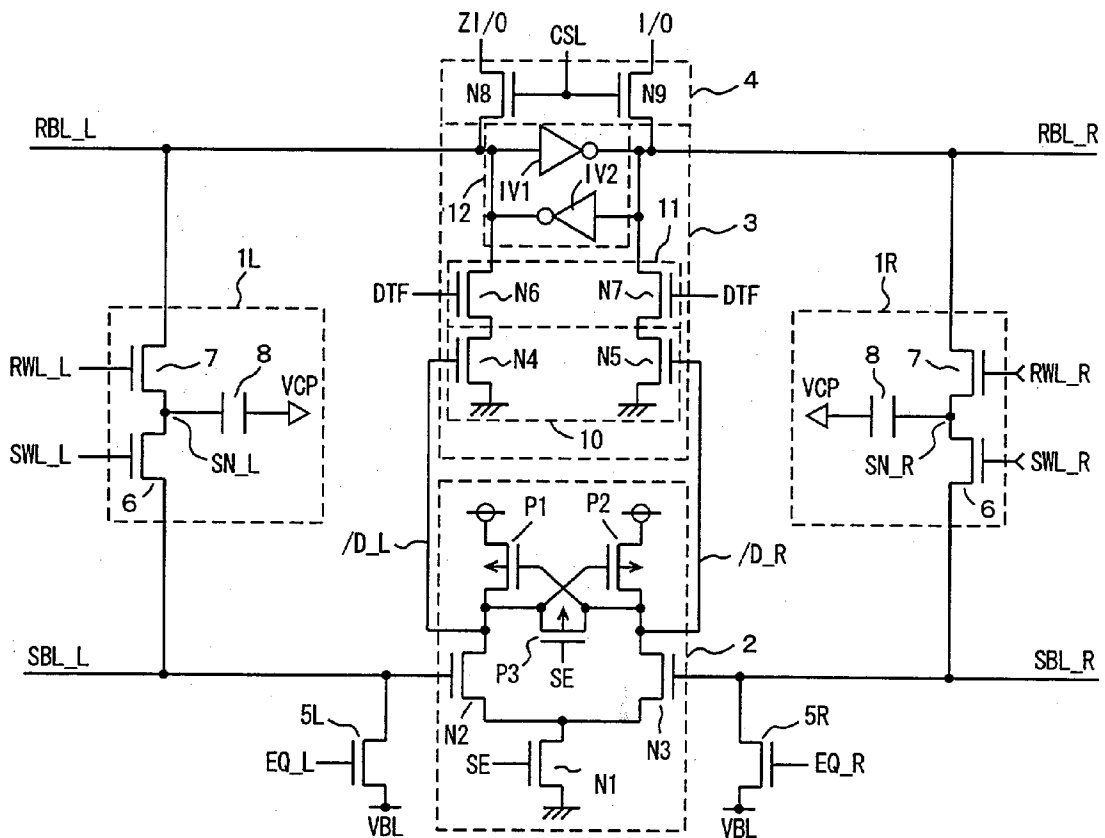 ZI/O
I/O
CSL
N8
N9
4
RBL_L
RBL_R
IV1
IV2
12
11
3
1L
1R
DTF
N6
N7
DTF
RWL_L
7
8
VCP
N4
N5
VCP
8
7
RWL_R
SWL_L
SN_L
10
SN_R
SWL_R
6
6
P1
P2
/D_L
/D_R
SBL_L
P3
SE
2
SBL_R
5L
N2
N3
5R
EQ_L
SE
N1
EQ_R
VBL
VBL